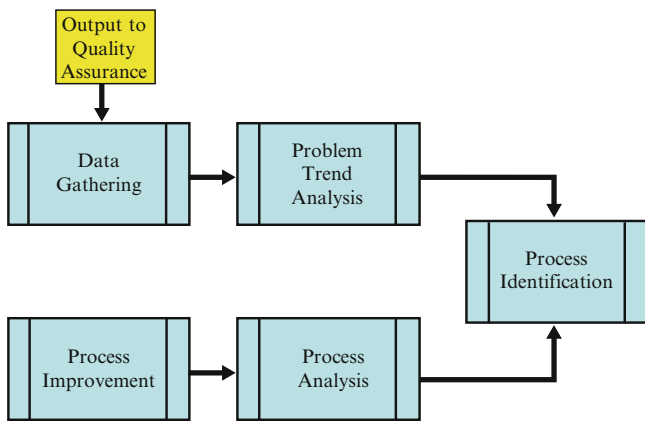 Output to
Quality
Assurance
Data
Gathering
Problem
Trend
Analysis
Process
Identification
Process
Improvement
Process
Analysis